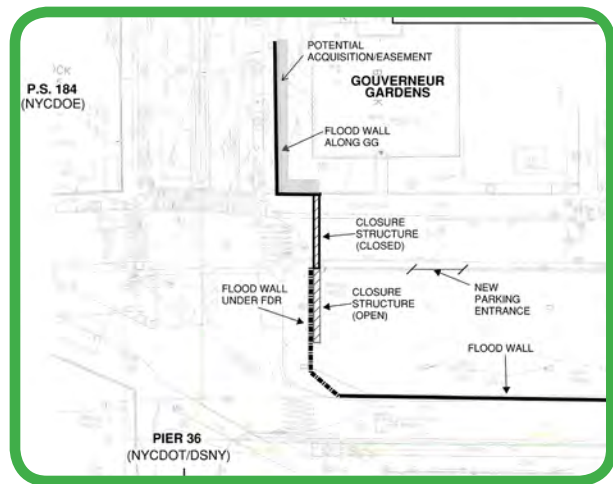 POTENTIAL
ACQUISITION/EASEMENT
P.S. 184
(NYCDOE)
GOUVERNEUR
GARDENS
FLOOD WALL
ALONG GG
CLOSURE
STRUCTURE
(CLOSED)
FLOOD WALL
UNDER FDR
CLOSURE
STRUCTURE
(OPEN)
NEW
PARKING
ENTRANCE
FLOOD WALL
PIER 36
(NYCDOT/DSNY)